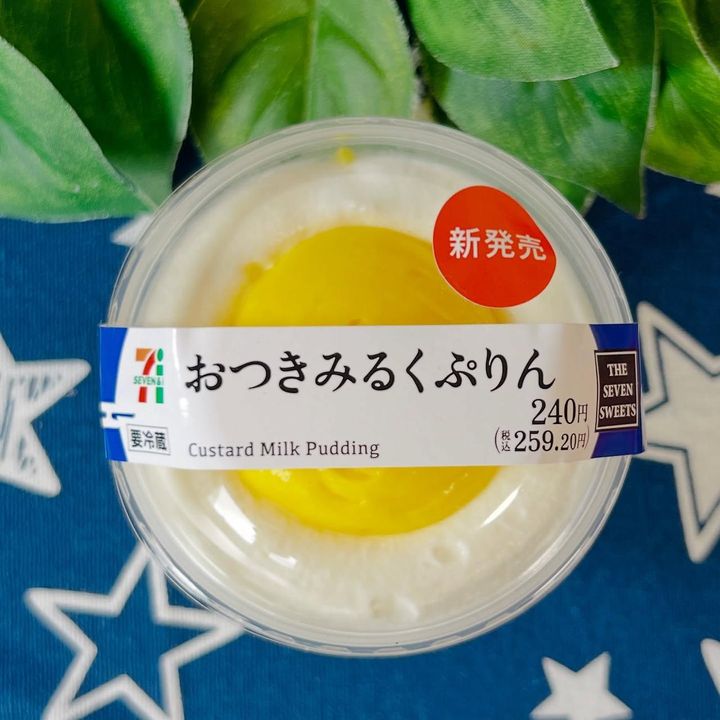 新発売
SEVEN&i
おつきみるくぷりん
THE
SEVEN
SWEETS
240円
(税込259.20円)
要冷蔵
Custard Milk Pudding